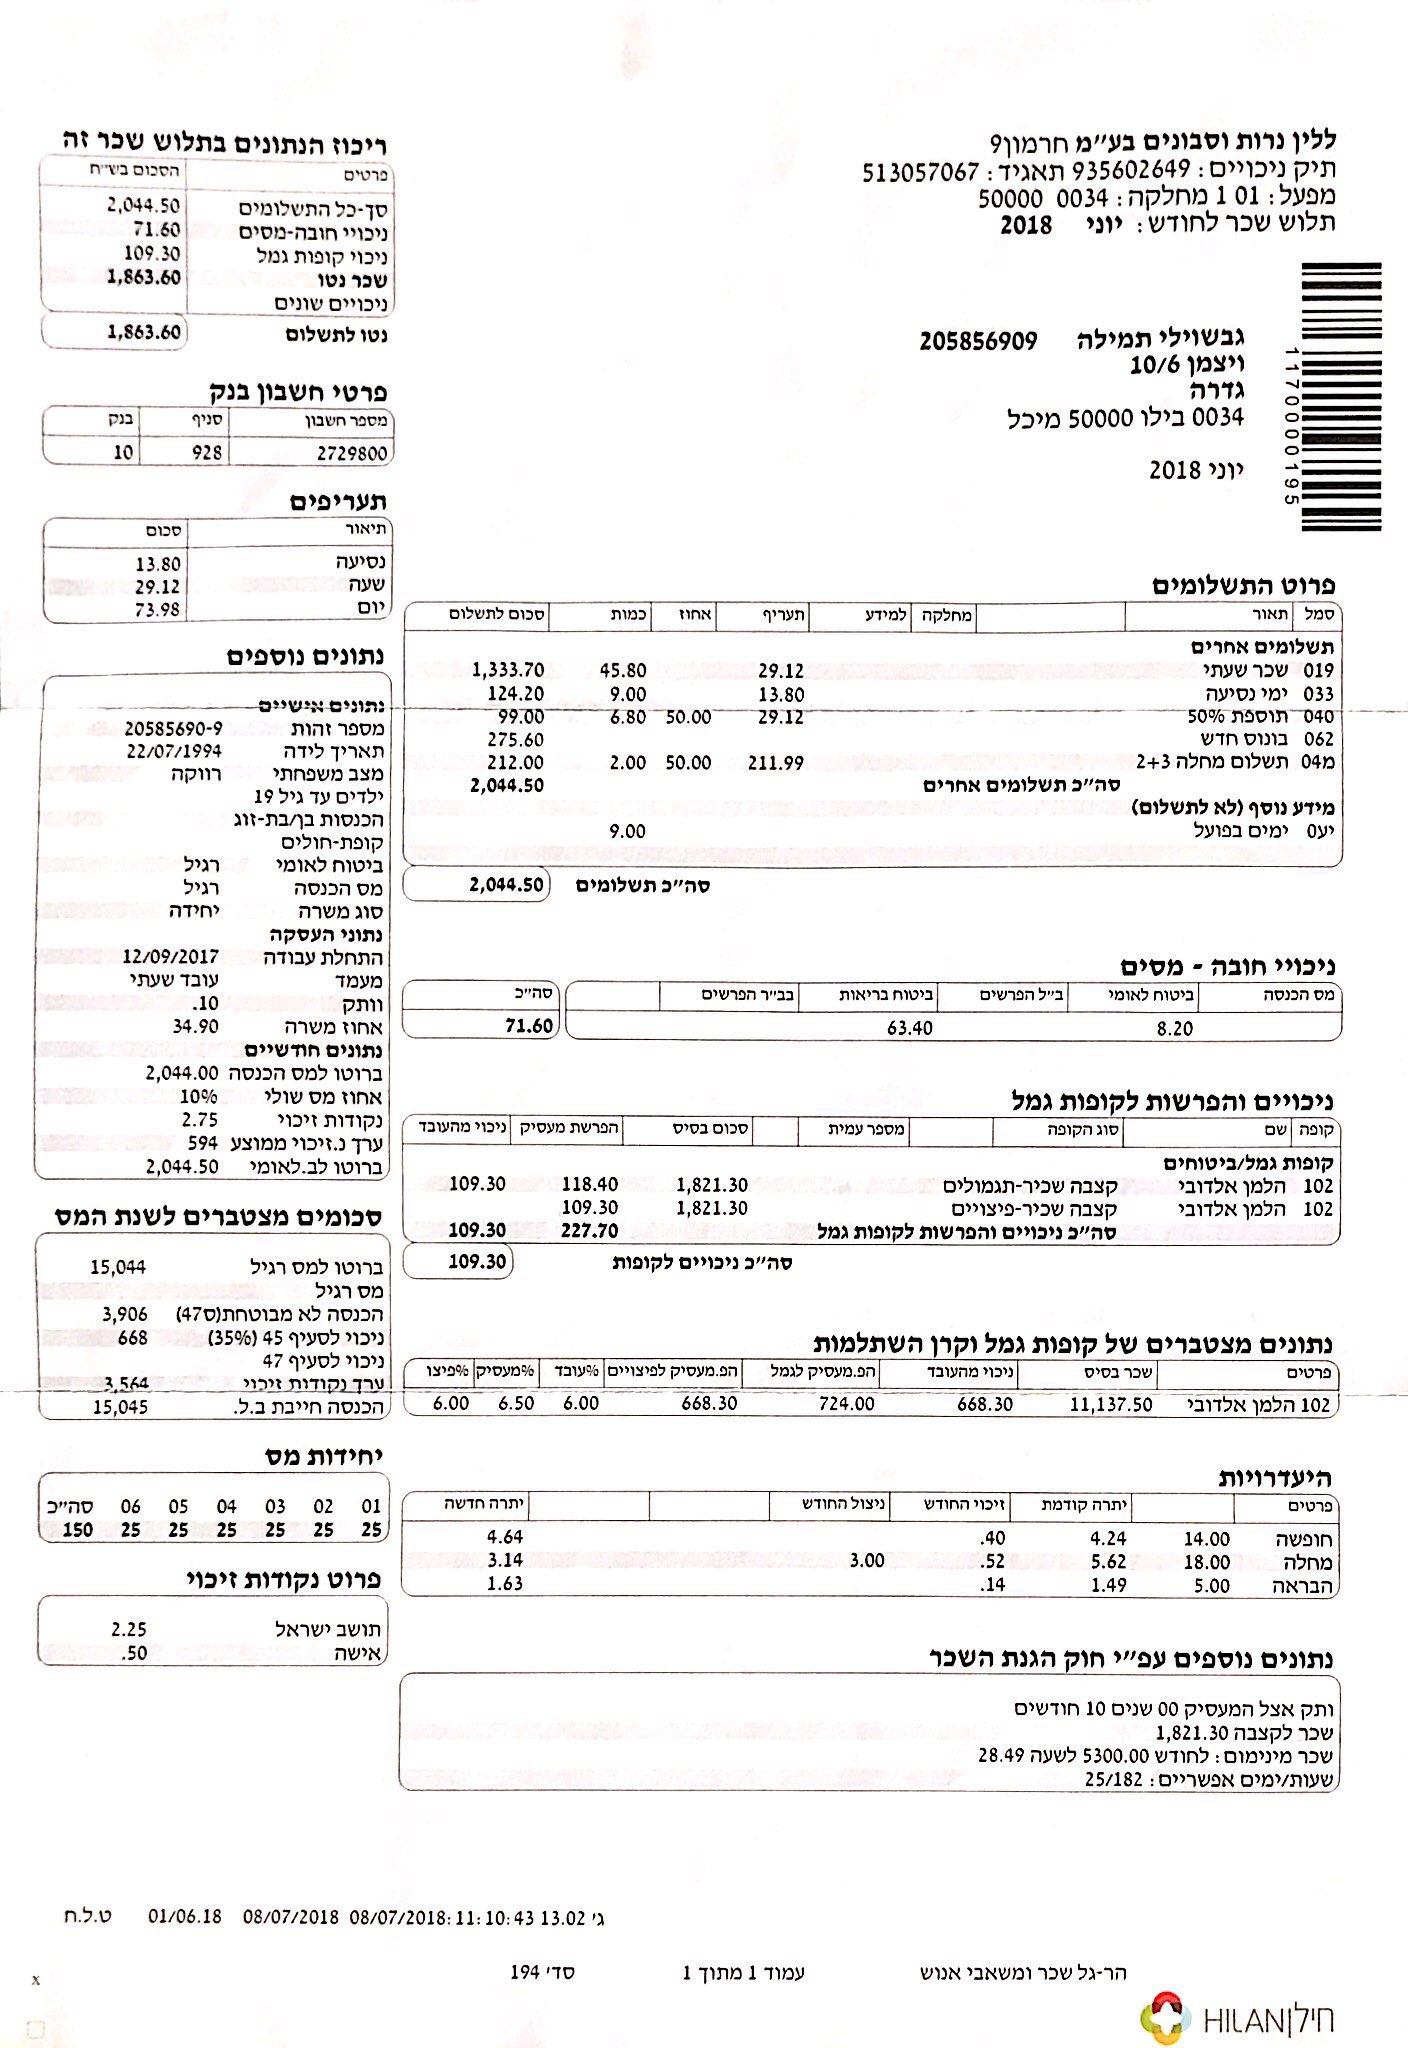 ללין נרות וסבונים בע״מ חרמון9
תיק ניכויים: 935602649 תאגיד: 513057067
מפעל: 01 1 מחלקה: 0034 50000
תלוש שכר לחודש: יוני 2018
1170000195
גבשוילי תמילה 205856909
ויצמן 10/6
גדרה
0034 בילו 50000 מיכל
יוני 2018
ריכוז הנתונים בתלוש שכר זה
פרטים הסכום בש״ח
סך-כל התשלומים 2,044.50
ניכויי חובה-מסים 71.60
ניכוי קופות גמל 109.30
שכר נטו 1,863.60
ניכויים שונים
נטו לתשלום 1,863.60
פרטי חשבון בנק
מספר חשבון סניף בנק
2729800 928 10
תעריפים
תיאור סכום
נסיעה 13.80
שעה 29.12
יום 73.98
פרוט התשלומים
סמל תאור מחלקה למידע תעריף אחוז כמות סכום לתשלום
תשלומים אחרים
019 שכר שעתי 29.12 45.80 1,333.70
033 ימי נסיעה 13.80 9.00 124.20
040 תוספת 50% 29.12 50.00 6.80 99.00
062 בונוס חדש 275.60
מ04 תשלום מחלה 2+3 211.99 50.00 2.00 212.00
סה״כ תשלומים אחרים 2,044.50
מידע נוסף (לא לתשלום)
יע0 ימים בפועל 9.00
סה״כ תשלומים 2,044.50
נתונים נוספים
נתונים אישיים
מספר זהות 20585690-9
תאריך לידה 22/07/1994
מצב משפחתי רווקה
ילדים עד גיל 19
הכנסות בן/בת-זוג
קופת-חולים
ביטוח לאומי רגיל
מס הכנסה רגיל
סוג משרה יחידה
נתוני העסקה
התחלת עבודה 12/09/2017
מעמד עובד שעתי
וותק 10.
אחוז משרה 34.90
נתונים חודשיים
ברוטו למס הכנסה 2,044.00
אחוז מס שולי 10%
נקודות זיכוי 2.75
ערך נ.זיכוי ממוצע 594
ברוטו לב.לאומי 2,044.50
ניכויי חובה - מסים
מס הכנסה ביטוח לאומי ב״ל הפרשים ביטוח בריאות בב״ר הפרשים סה״כ
8.20 63.40 71.60
ניכויים והפרשות לקופות גמל
קופה שם סוג הקופה מספר עמית סכום בסיס הפרשת מעסיק ניכוי מהעובד
קופות גמל/ביטוחים
102 הלמן אלדובי קצבה שכיר-תגמולים 1,821.30 118.40 109.30
102 הלמן אלדובי קצבה שכיר-פיצויים 1,821.30 109.30
סה״כ ניכויים והפרשות לקופות גמל 227.70 109.30
סה״כ ניכויים לקופות 109.30
סכומים מצטברים לשנת המס
ברוטו למס רגיל 15,044
מס רגיל
הכנסה לא מבוטחת(ס47) 3,906
ניכוי לסעיף 45 (35%) 668
ניכוי לסעיף 47
ערך נקודות זיכוי 3,564
הכנסה חייבת ב.ל. 15,045
נתונים מצטברים של קופות גמל וקרן השתלמות
פרטים שכר בסיס ניכוי מהעובד הפ.מעסיק לגמל הפ.מעסיק לפיצויים %עובד %מעסיק %פיצו
102 הלמן אלדובי 11,137.50 668.30 724.00 668.30 6.00 6.50 6.00
יחידות מס
01 02 03 04 05 06 סה״כ
25 25 25 25 25 25 150
היעדרויות
פרטים יתרה קודמת זיכוי החודש ניצול החודש יתרה חדשה
חופשה 14.00 4.24 .40 4.64
מחלה 18.00 5.62 .52 3.00 3.14
הבראה 5.00 1.49 .14 1.63
פרוט נקודות זיכוי
תושב ישראל 2.25
אישה .50
נתונים נוספים עפ״י חוק הגנת השכר
ותק אצל המעסיק 00 שנים 10 חודשים
שכר לקצבה 1,821.30
שכר מינימום: לחודש 5300.00 לשעה 28.49
שעות/ימים אפשריים: 25/182
ג׳ 13.02 08/07/2018:11:10:43 08/07/2018 01/06.18 ט.ל.ח
הר-גל שכר ומשאבי אנוש עמוד 1 מתוך 1 סד׳ 194
x
חילן HILAN